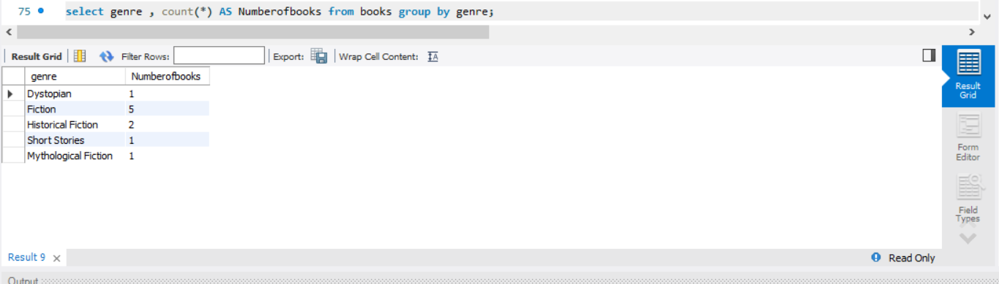 75 select genre , count(*) AS Numberofbooks from books group by genre;
Result Grid Filter Rows: Export: Wrap Cell Content: IA
genre Numberofbooks
Dystopian 1
Fiction 5
Historical Fiction 2
Short Stories 1
Mythological Fiction 1
Result
Grid
Form
Editor
Field
Types
Result 9 Read Only
Output